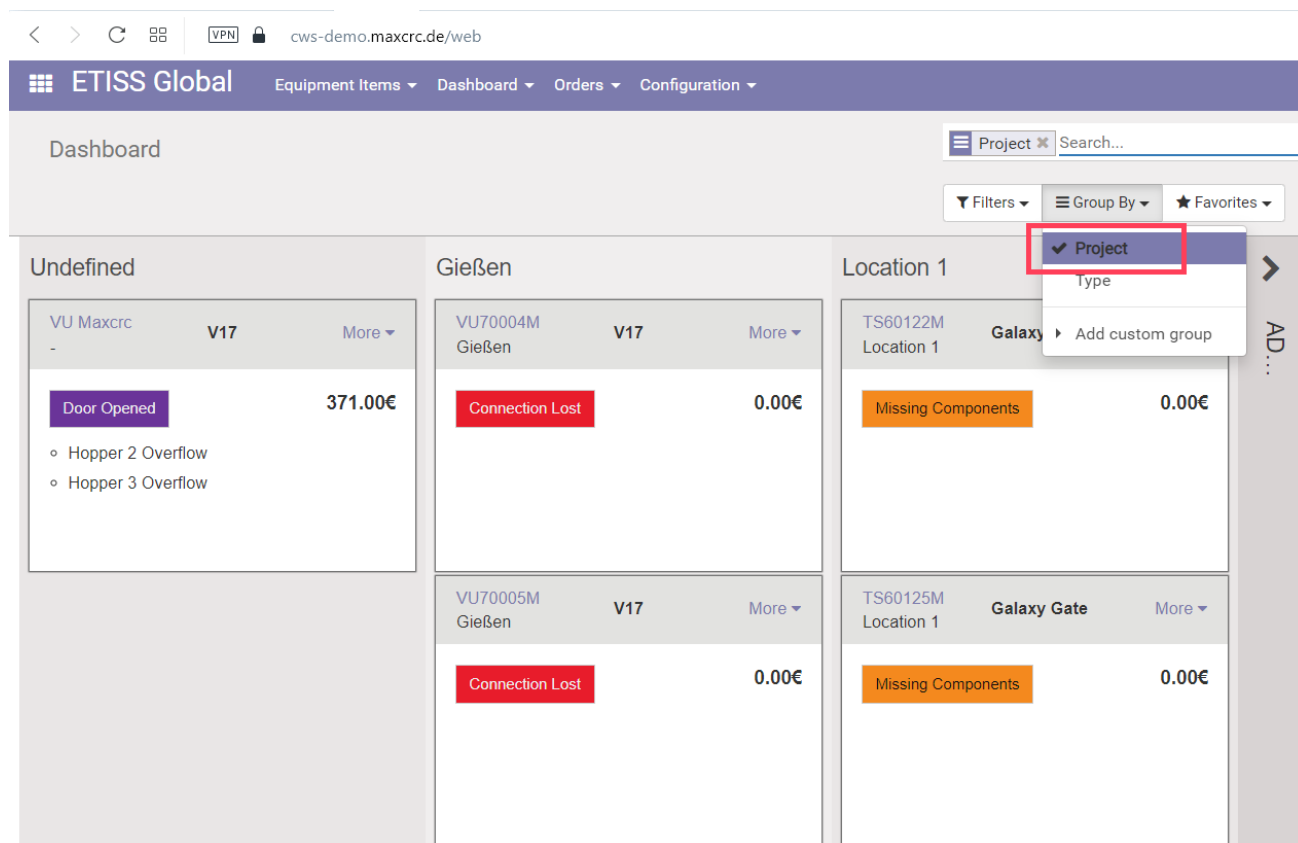 VPN cws-demo.maxcrc.de/web
ETISS Global Equipment Items Dashboard Orders Configuration
Dashboard
Project Search...
Filters Group By Favorites
Project
Type
Add custom group
Undefined Gießen Location 1
AD...
VU Maxcrc V17 More
-
VU70004M V17 More
Gießen
TS60122M Galaxy
Location 1
Door Opened 371.00€
Hopper 2 Overflow
Hopper 3 Overflow
Connection Lost 0.00€
Missing Components 0.00€
VU70005M V17 More
Gießen
TS60125M Galaxy Gate More
Location 1
Connection Lost 0.00€
Missing Components 0.00€